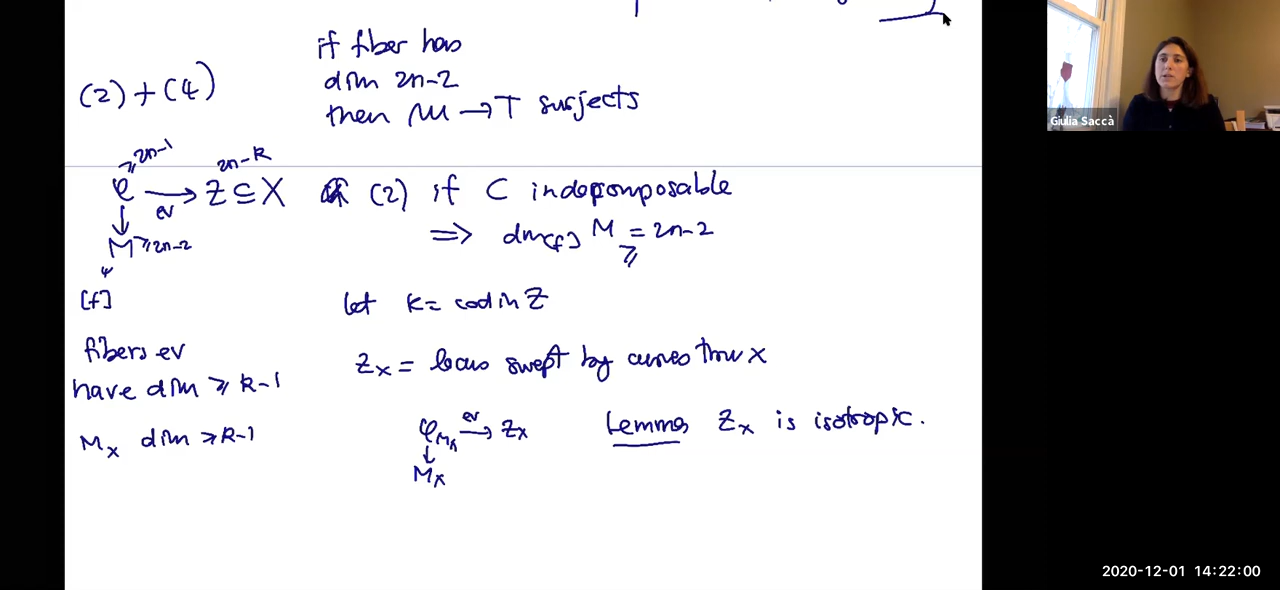 if fiber has
dim 2n-2
then M → T surjects
(2) + (4)
≥ 2n-1
2n-k
C → Z ⊆ X
ev
(2) if C indecomposable
M ≥ 2n-2
⟹ dim[f] M = 2n-2
≥
[f]
let k = codim Z
fibers ev
have dim ≥ k-1
Zx = locus swept by curves thru x
Mx dim ≥ k-1
C Mx → Zx
ev
Mx
Lemma Zx is isotropic.
Giulia Saccà
2020-12-01 14:22:00